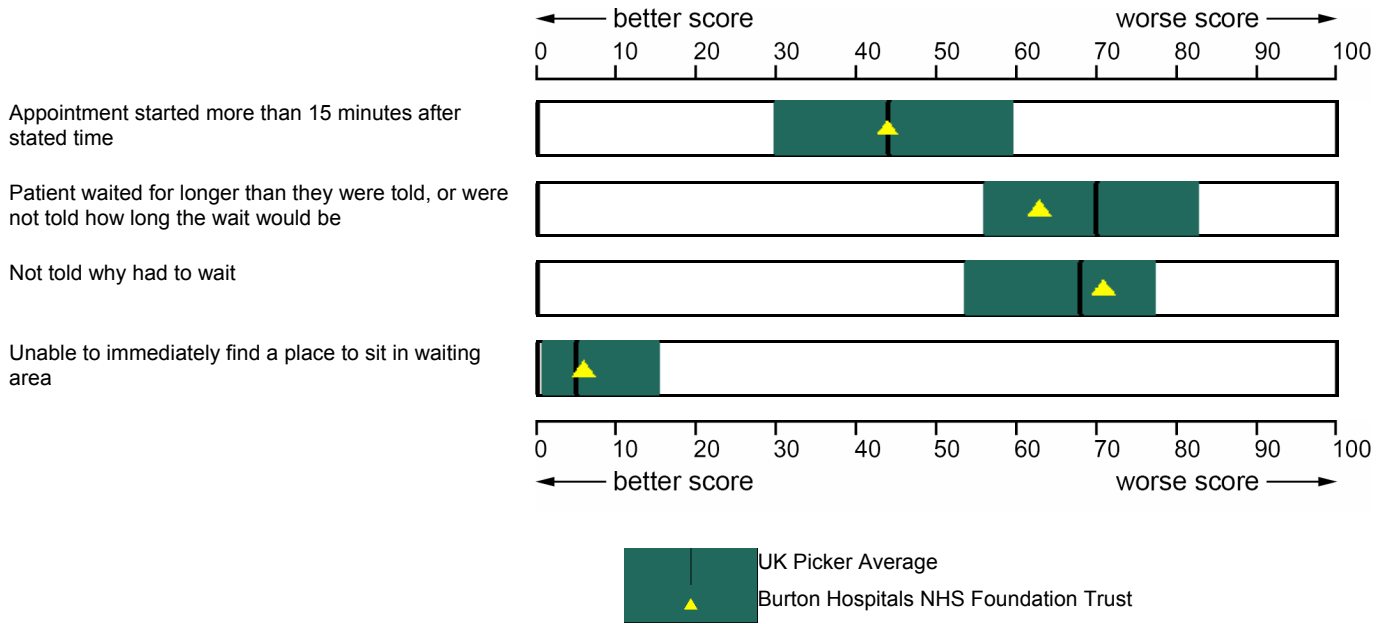 better score worse score
0 10 20 30 40 50 60 70 80 90 100
Appointment started more than 15 minutes after
stated time
Patient waited for longer than they were told, or were
not told how long the wait would be
Not told why had to wait
Unable to immediately find a place to sit in waiting
area
0 10 20 30 40 50 60 70 80 90 100
better score worse score
UK Picker Average
Burton Hospitals NHS Foundation Trust